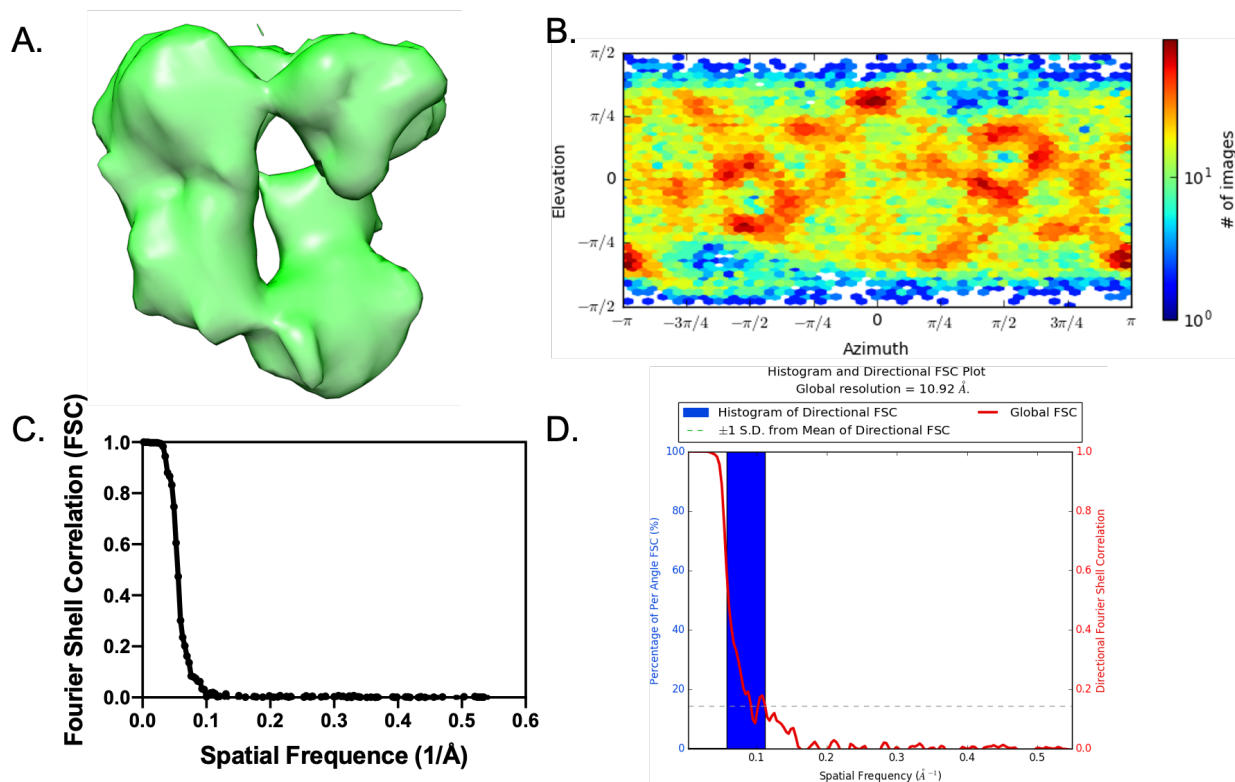 A.
B.
π/2
π/4
0
−π/4
−π/2
Elevation
−π
−3π/4
−π/2
−π/4
0
π/4
π/2
3π/4
π
Azimuth
10¹
10⁰
# of images
C.
1.0
0.8
0.6
0.4
0.2
0.0
Fourier Shell Correlation (FSC)
0.0
0.1
0.2
0.3
0.4
0.5
0.6
Spatial Frequence (1/Å)
D.
Histogram and Directional FSC Plot
Global resolution = 10.92 Å.
Histogram of Directional FSC
Global FSC
±1 S.D. from Mean of Directional FSC
100
80
60
40
20
0
Percentage of Per Angle FSC (%)
1.0
0.8
0.6
0.4
0.2
0.0
Directional Fourier Shell Correlation
0.1
0.2
0.3
0.4
0.5
Spatial Frequency (Å⁻¹)